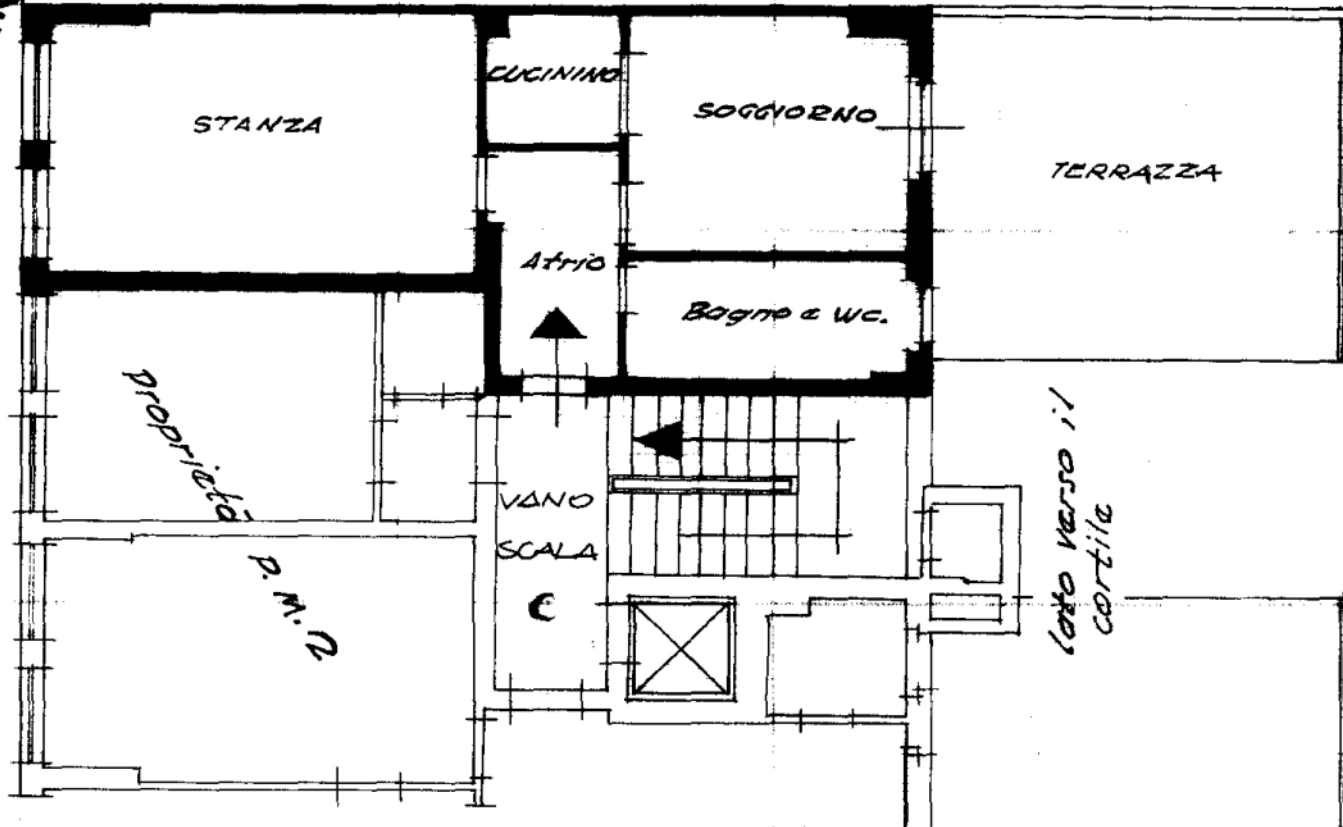 CUCININO
STANZA
SOGGIORNO
TERRAZZA
Atrio
Bagno e wc.
proprietà p.m. 2
VANO
SCALA
C
lato verso il
cortile